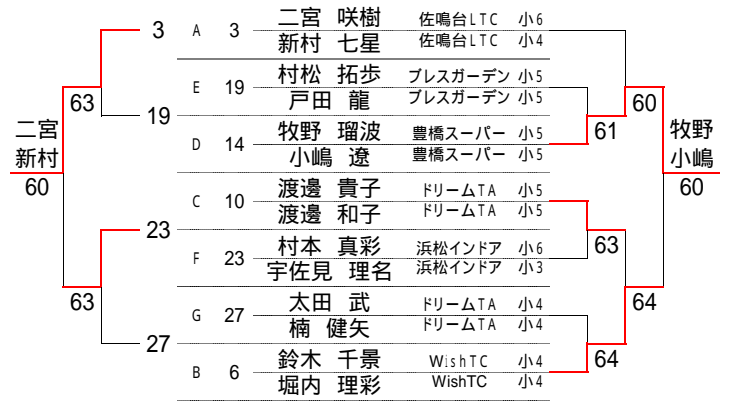 3 A 3 二宮 咲樹 佐鳴台LTC 小6
新村 七星 佐鳴台LTC 小4
63 E 19 村松 拓歩 ブレスガーデン 小5 60
19 戸田 龍 ブレスガーデン 小5
二宮 D 14 牧野 瑠波 豊橋スーパー 小5 61 牧野
新村 小嶋 遼 豊橋スーパー 小5 小嶋
60 C 10 渡邊 貴子 ドリームTA 小5 60
23 渡邊 和子 ドリームTA 小5
F 23 村本 真彩 浜松インドア 小6 63
宇佐見 理名 浜松インドア 小3
63 G 27 太田 武 ドリームTA 小4 64
27 楠 健矢 ドリームTA 小4
B 6 鈴木 千景 WishTC 小4 64
堀内 理彩 WishTC 小4